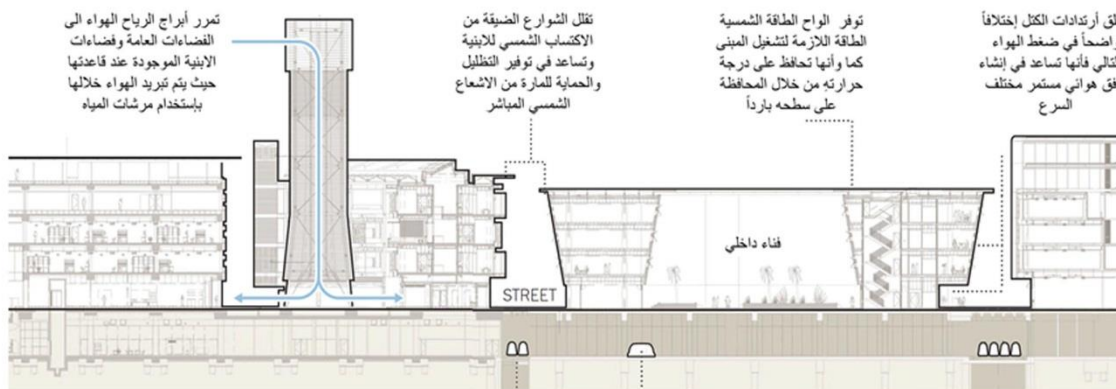 لق أرتدادات الكتل إختلافاً
واضحاً في ضغط الهواء
لتالي فأنها تساعد في إنشاء
فق هوائي مستمر مختلف
السرع
توفر الواح الطاقة الشمسية
الطاقة اللازمة لتشغيل المبنى
كما وأنها تحافظ على درجة
حرارته من خلال المحافظة
على سطحه بارداً
تقلل الشوارع الضيقة من
الاكتساب الشمسي للابنية
وتساعد في توفير التظليل
والحماية للمارة من الاشعاع
الشمسي المباشر
تمرر أبراج الرياح الهواء الى
الفضاءات العامة وفضاءات
الابنية الموجودة عند قاعدتها
حيث يتم تبريد الهواء خلالها
بإستخدام مرشات المياه
فناء داخلي
STREET